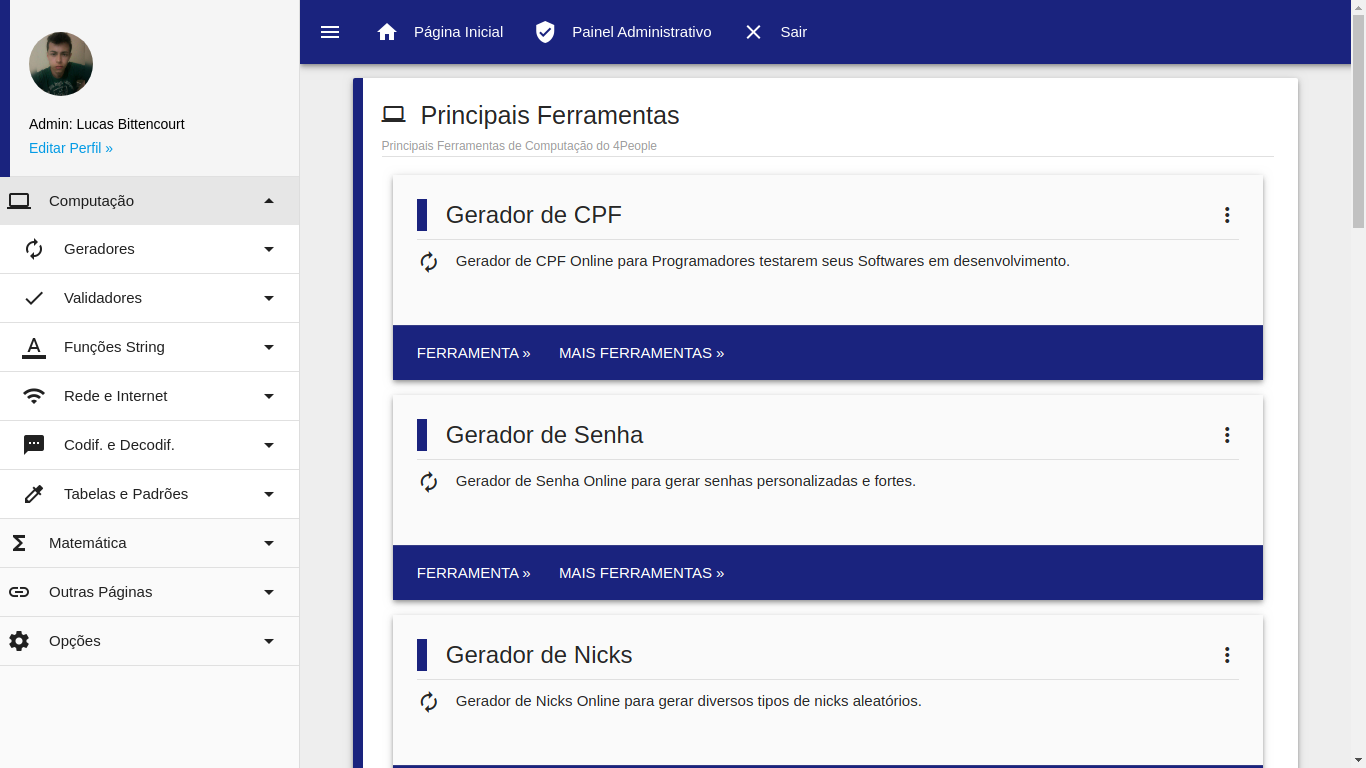 Admin: Lucas Bittencourt
Editar Perfil »
Computação
Geradores
Validadores
Funções String
Rede e Internet
Codif. e Decodif.
Tabelas e Padrões
Matemática
Outras Páginas
Opções
Página Inicial
Painel Administrativo
Sair
Principais Ferramentas
Principais Ferramentas de Computação do 4People
Gerador de CPF
Gerador de CPF Online para Programadores testarem seus Softwares em desenvolvimento.
FERRAMENTA »
MAIS FERRAMENTAS »
Gerador de Senha
Gerador de Senha Online para gerar senhas personalizadas e fortes.
FERRAMENTA »
MAIS FERRAMENTAS »
Gerador de Nicks
Gerador de Nicks Online para gerar diversos tipos de nicks aleatórios.